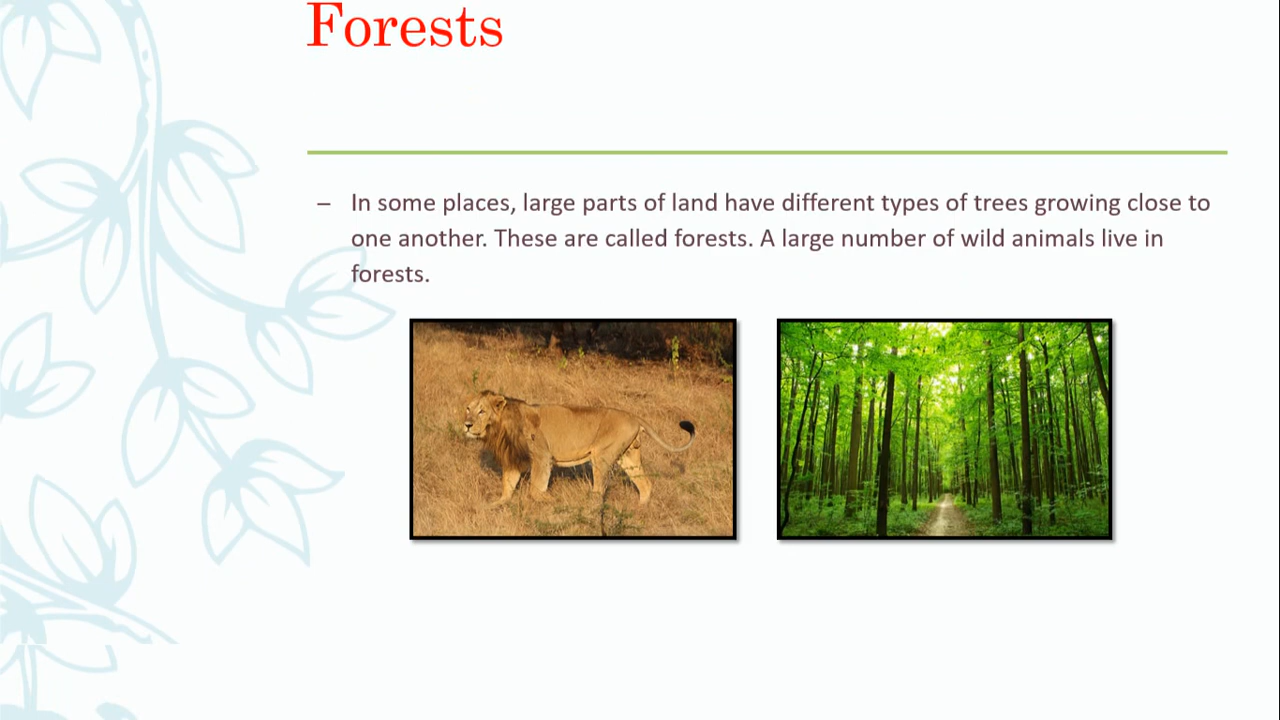 Forests
– In some places, large parts of land have different types of trees growing close to
one another. These are called forests. A large number of wild animals live in
forests.